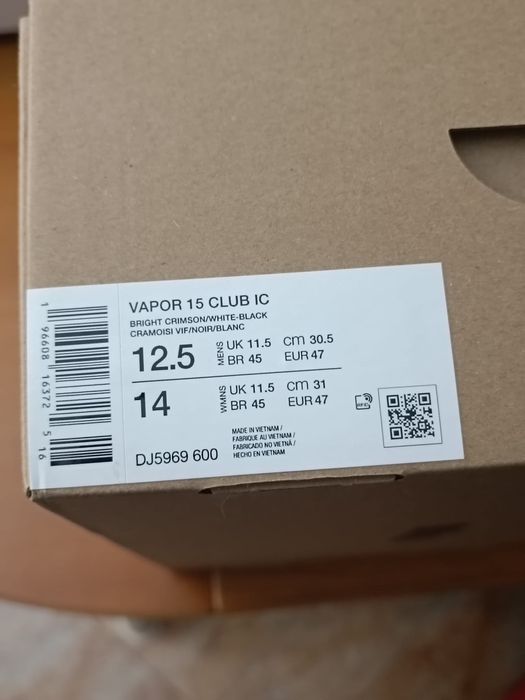 VAPOR 15 CLUB IC
BRIGHT CRIMSON/WHITE-BLACK
CRAMOISI VIF/NOIR/BLANC
12.5 MENS UK 11.5 CM 30.5
BR 45 EUR 47
14 WMNS UK 11.5 CM 31
BR 45 EUR 47
DJ5969 600
MADE IN VIETNAM /
FABRIQUE AU VIETNAM /
FABRICADO NO VIETNÃ /
HECHO EN VIETNAM
RFID
1 96608 16372 5 16